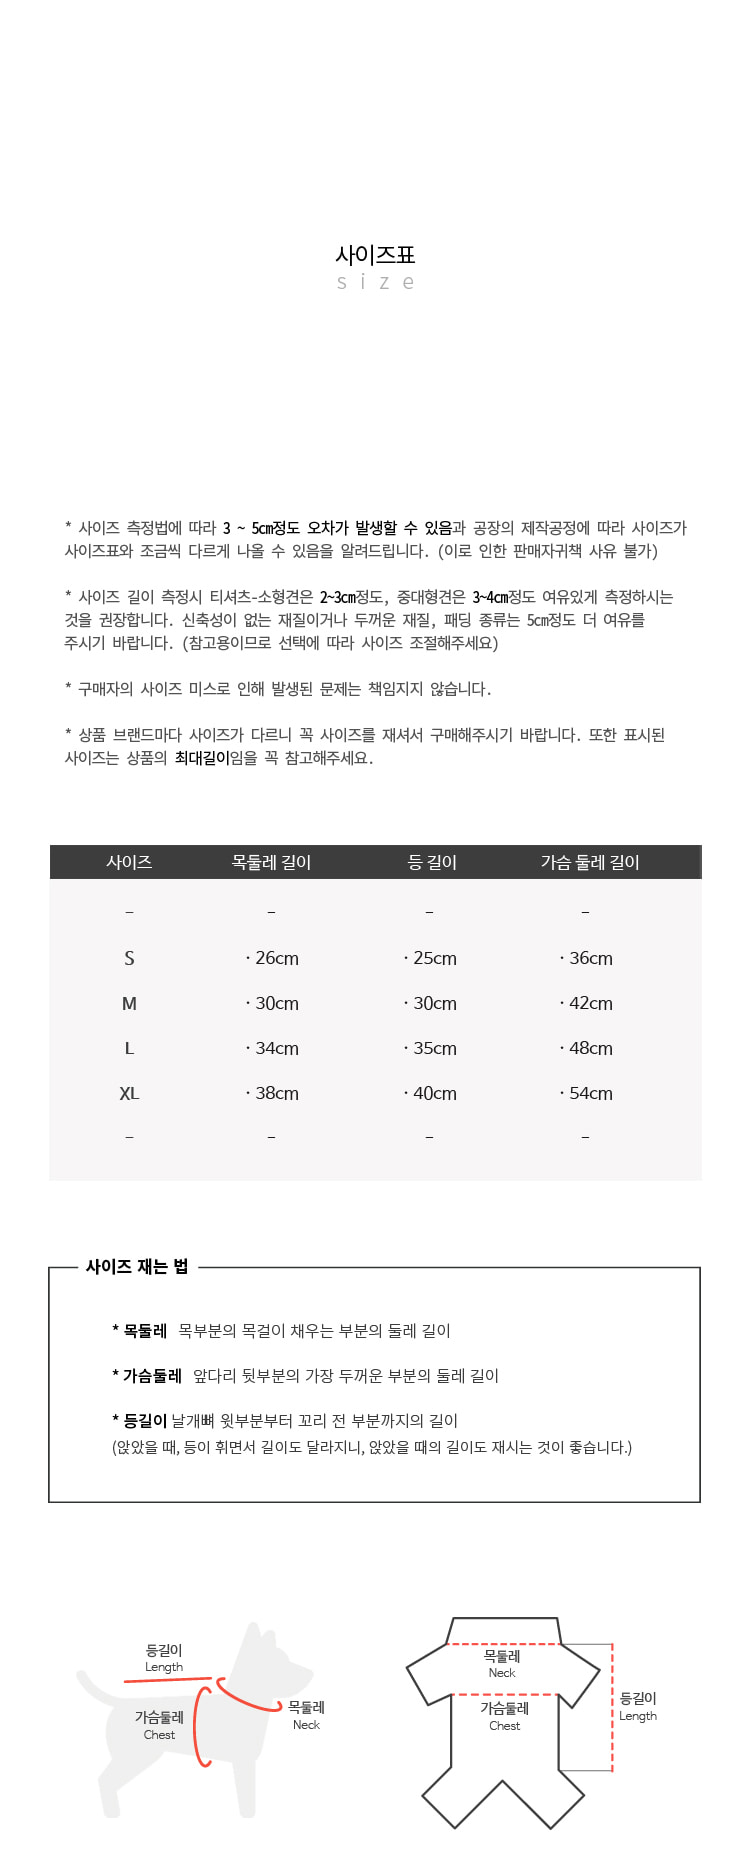 사이즈표
size
* 사이즈 측정법에 따라 3 ~ 5cm정도 오차가 발생할 수 있음과 공장의 제작공정에 따라 사이즈가
사이즈표와 조금씩 다르게 나올 수 있음을 알려드립니다. (이로 인한 판매자귀책 사유 불가)
* 사이즈 길이 측정시 티셔츠-소형견은 2~3cm정도, 중대형견은 3~4cm정도 여유있게 측정하시는
것을 권장합니다. 신축성이 없는 재질이거나 두꺼운 재질, 패딩 종류는 5cm정도 더 여유를
주시기 바랍니다. (참고용이므로 선택에 따라 사이즈 조절해주세요)
* 구매자의 사이즈 미스로 인해 발생된 문제는 책임지지 않습니다.
* 상품 브랜드마다 사이즈가 다르니 꼭 사이즈를 재셔서 구매해주시기 바랍니다. 또한 표시된
사이즈는 상품의 최대길이임을 꼭 참고해주세요.
사이즈 목둘레 길이 등 길이 가슴 둘레 길이
– – – –
S · 26cm · 25cm · 36cm
M · 30cm · 30cm · 42cm
L · 34cm · 35cm · 48cm
XL · 38cm · 40cm · 54cm
– – – –
사이즈 재는 법
* 목둘레 목부분의 목걸이 채우는 부분의 둘레 길이
* 가슴둘레 앞다리 뒷부분의 가장 두꺼운 부분의 둘레 길이
* 등길이 날개뼈 윗부분부터 꼬리 전 부분까지의 길이
(앉았을 때, 등이 휘면서 길이도 달라지니, 앉았을 때의 길이도 재시는 것이 좋습니다.)
등길이
Length
가슴둘레
Chest
목둘레
Neck
목둘레
Neck
가슴둘레
Chest
등길이
Length